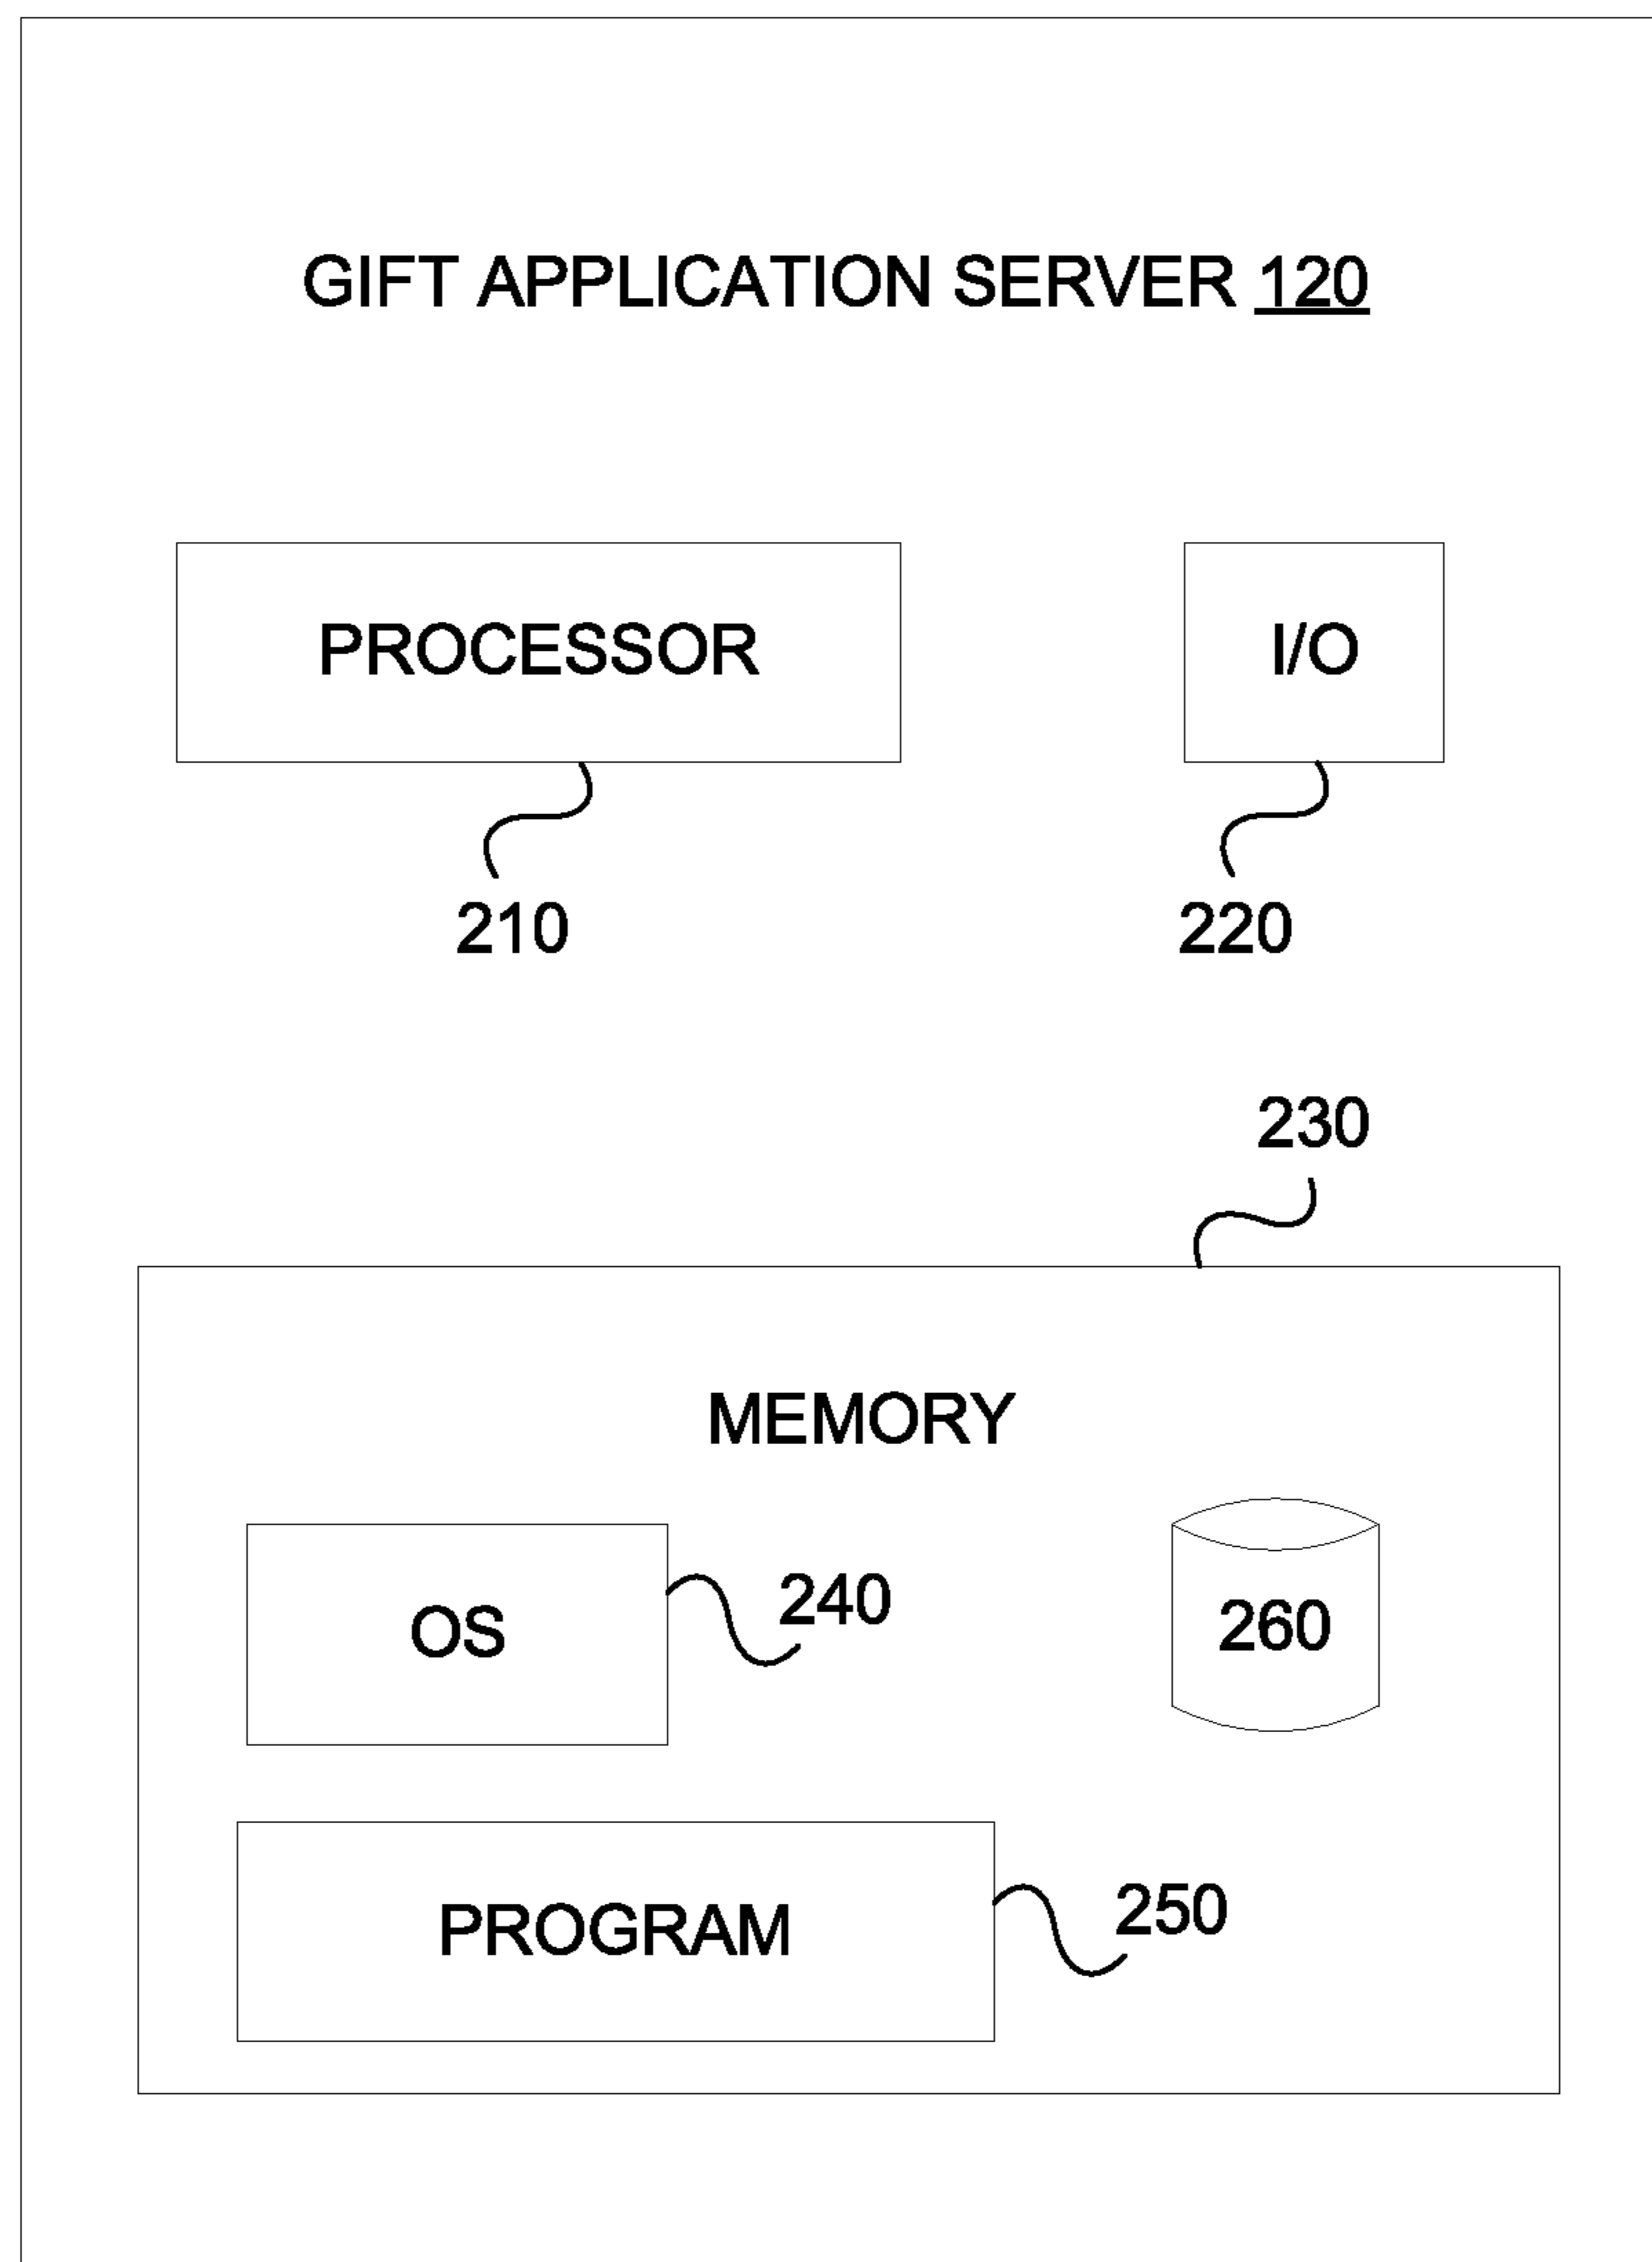 GIFT APPLICATION SERVER 120
PROCESSOR
I/O
210
220
230
MEMORY
OS
240
260
PROGRAM
250